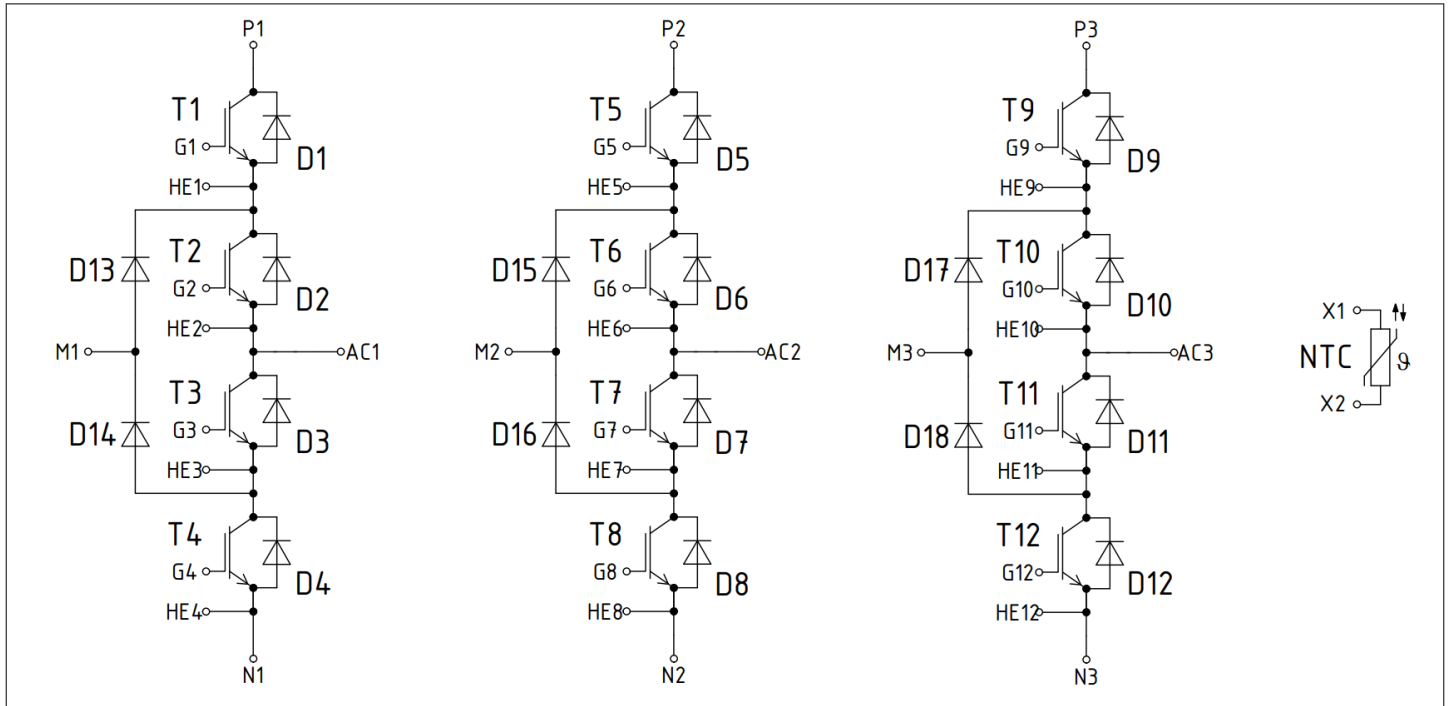 P1
P2
P3
T1
G1
D1
HE1
T5
G5
D5
HE5
T9
G9
D9
HE9
D13
T2
G2
D2
HE2
D15
T6
G6
D6
HE6
D17
T10
G10
D10
HE10
M1
AC1
M2
AC2
M3
AC3
D14
T3
G3
D3
HE3
D16
T7
G7
D7
HE7
D18
T11
G11
D11
HE11
T4
G4
D4
HE4
T8
G8
D8
HE8
T12
G12
D12
HE12
N1
N2
N3
X1
NTC ϑ
X2